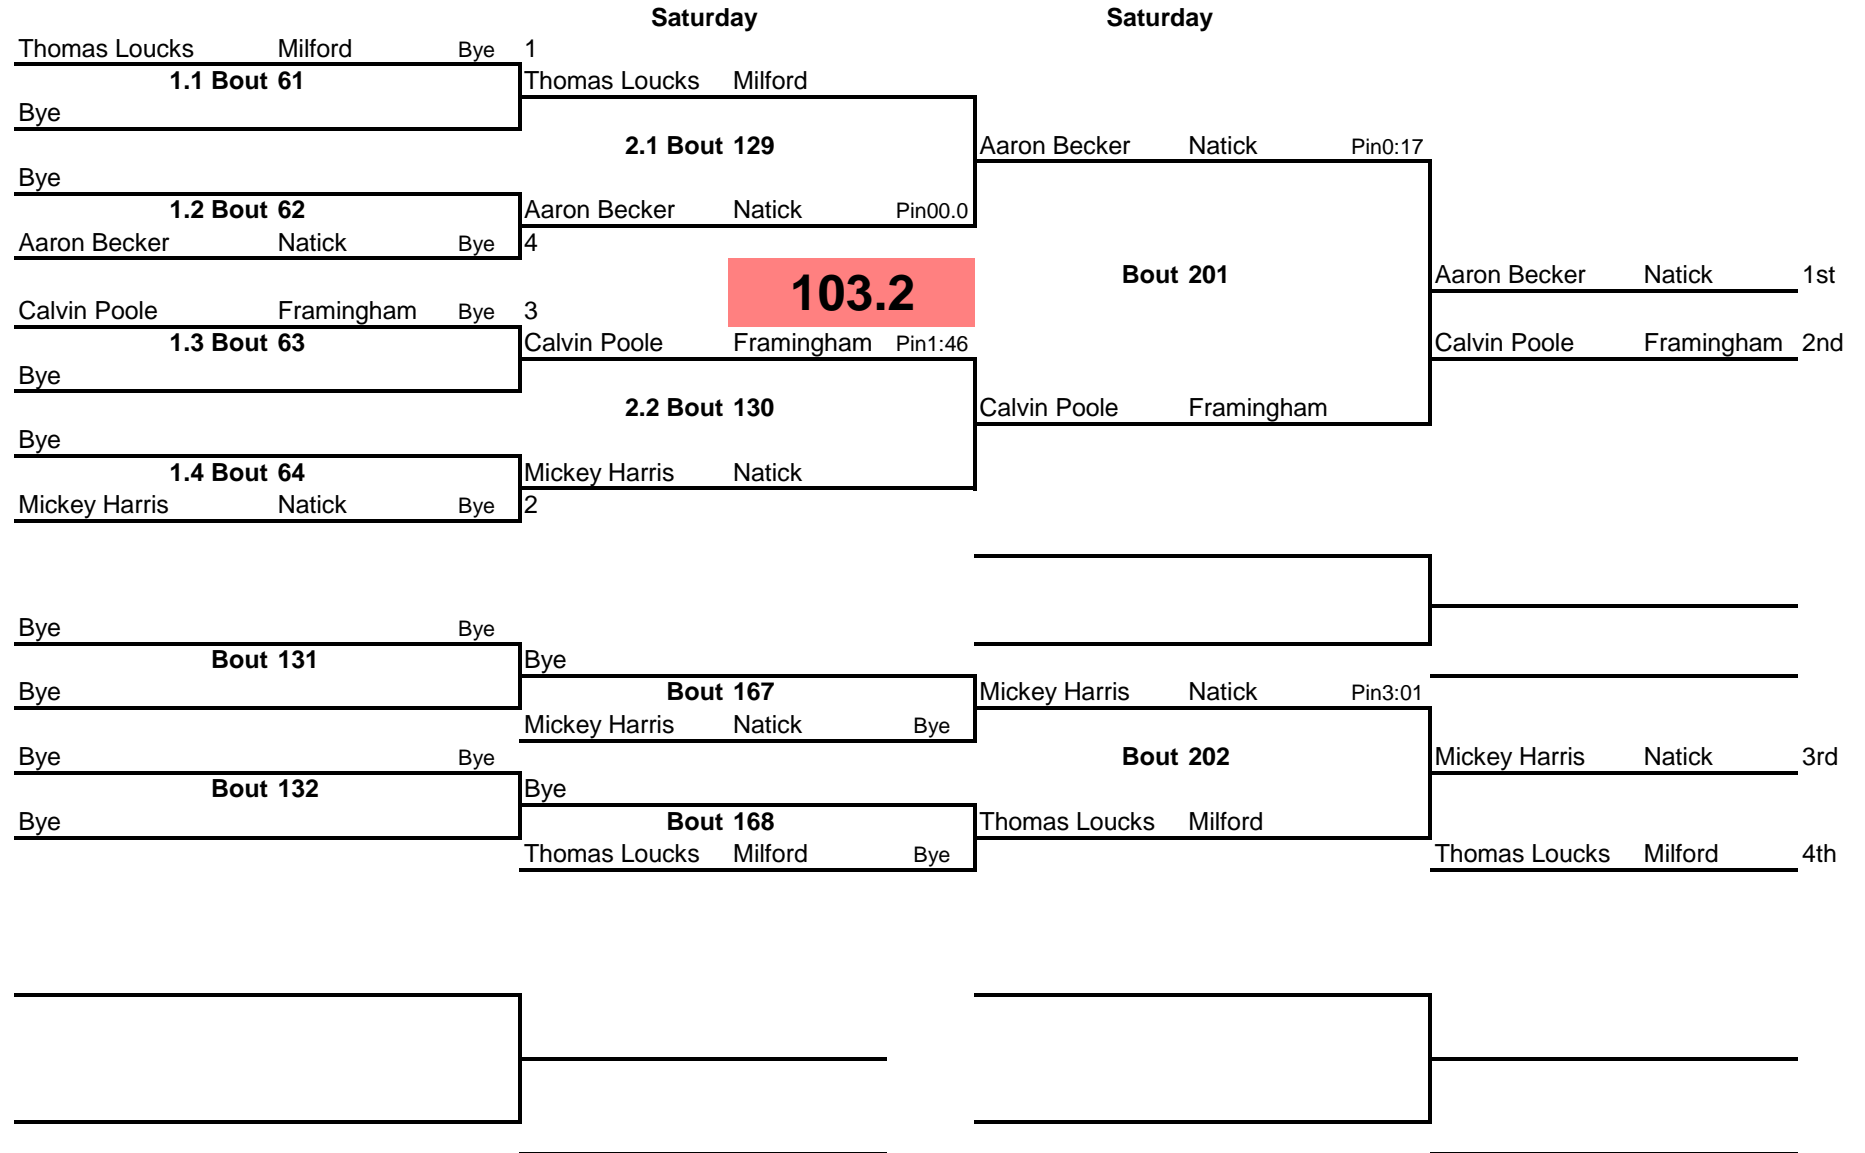 Saturday Saturday
Thomas Loucks Milford Bye 1
1.1 Bout 61 Thomas Loucks Milford
Bye
2.1 Bout 129 Aaron Becker Natick Pin0:17
Bye
1.2 Bout 62 Aaron Becker Natick Pin00.0
Aaron Becker Natick Bye 4
103.2 Bout 201 Aaron Becker Natick 1st
Calvin Poole Framingham Bye 3
1.3 Bout 63 Calvin Poole Framingham Pin1:46 Calvin Poole Framingham 2nd
Bye
2.2 Bout 130 Calvin Poole Framingham
Bye
1.4 Bout 64 Mickey Harris Natick
Mickey Harris Natick Bye 2
Bye Bye
Bout 131 Bye
Bye Bout 167 Mickey Harris Natick Pin3:01
Mickey Harris Natick Bye
Bye Bye Bout 202 Mickey Harris Natick 3rd
Bout 132 Bye
Bye Bout 168 Thomas Loucks Milford
Thomas Loucks Milford Bye Thomas Loucks Milford 4th